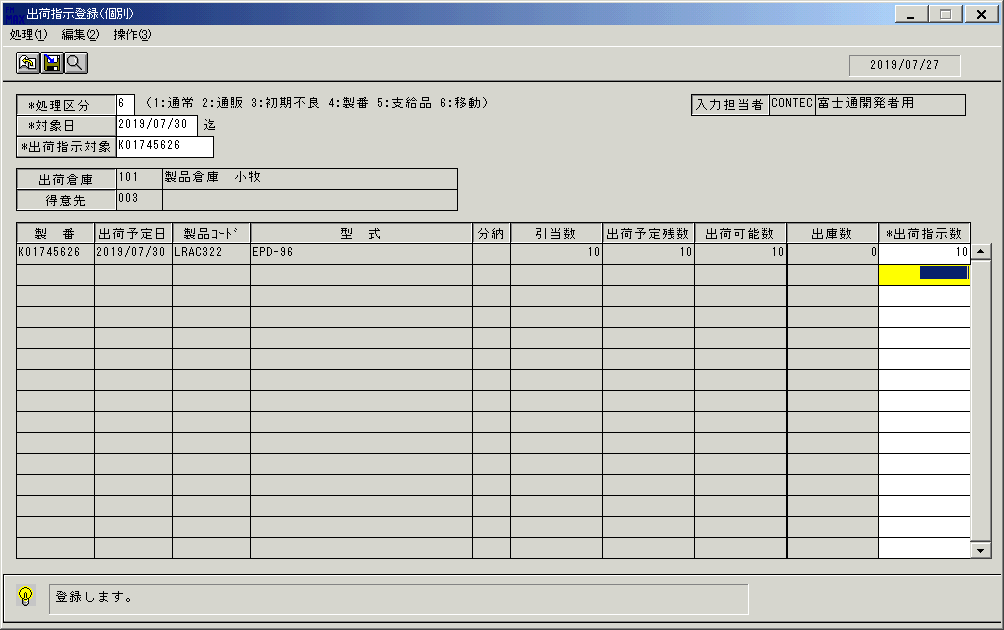 出荷指示登録(個別)
処理(1) 編集(2) 操作(3)
2019/07/27
*処理区分 6 (1:通常 2:通販 3:初期不良 4:製番 5:支給品 6:移動) 入力担当者 CONTEC 富士通開発者用
*対象日 2019/07/30 迄
*出荷指示対象 K01745626
出荷倉庫 101 製品倉庫 小牧
得意先 003
製 番 出荷予定日 製品ｺｰﾄﾞ 型 式 分納 引当数 出荷予定残数 出荷可能数 出庫数 *出荷指示数
K01745626 2019/07/30 LRAC322 EPD-96 10 10 10 0 10
登録します。